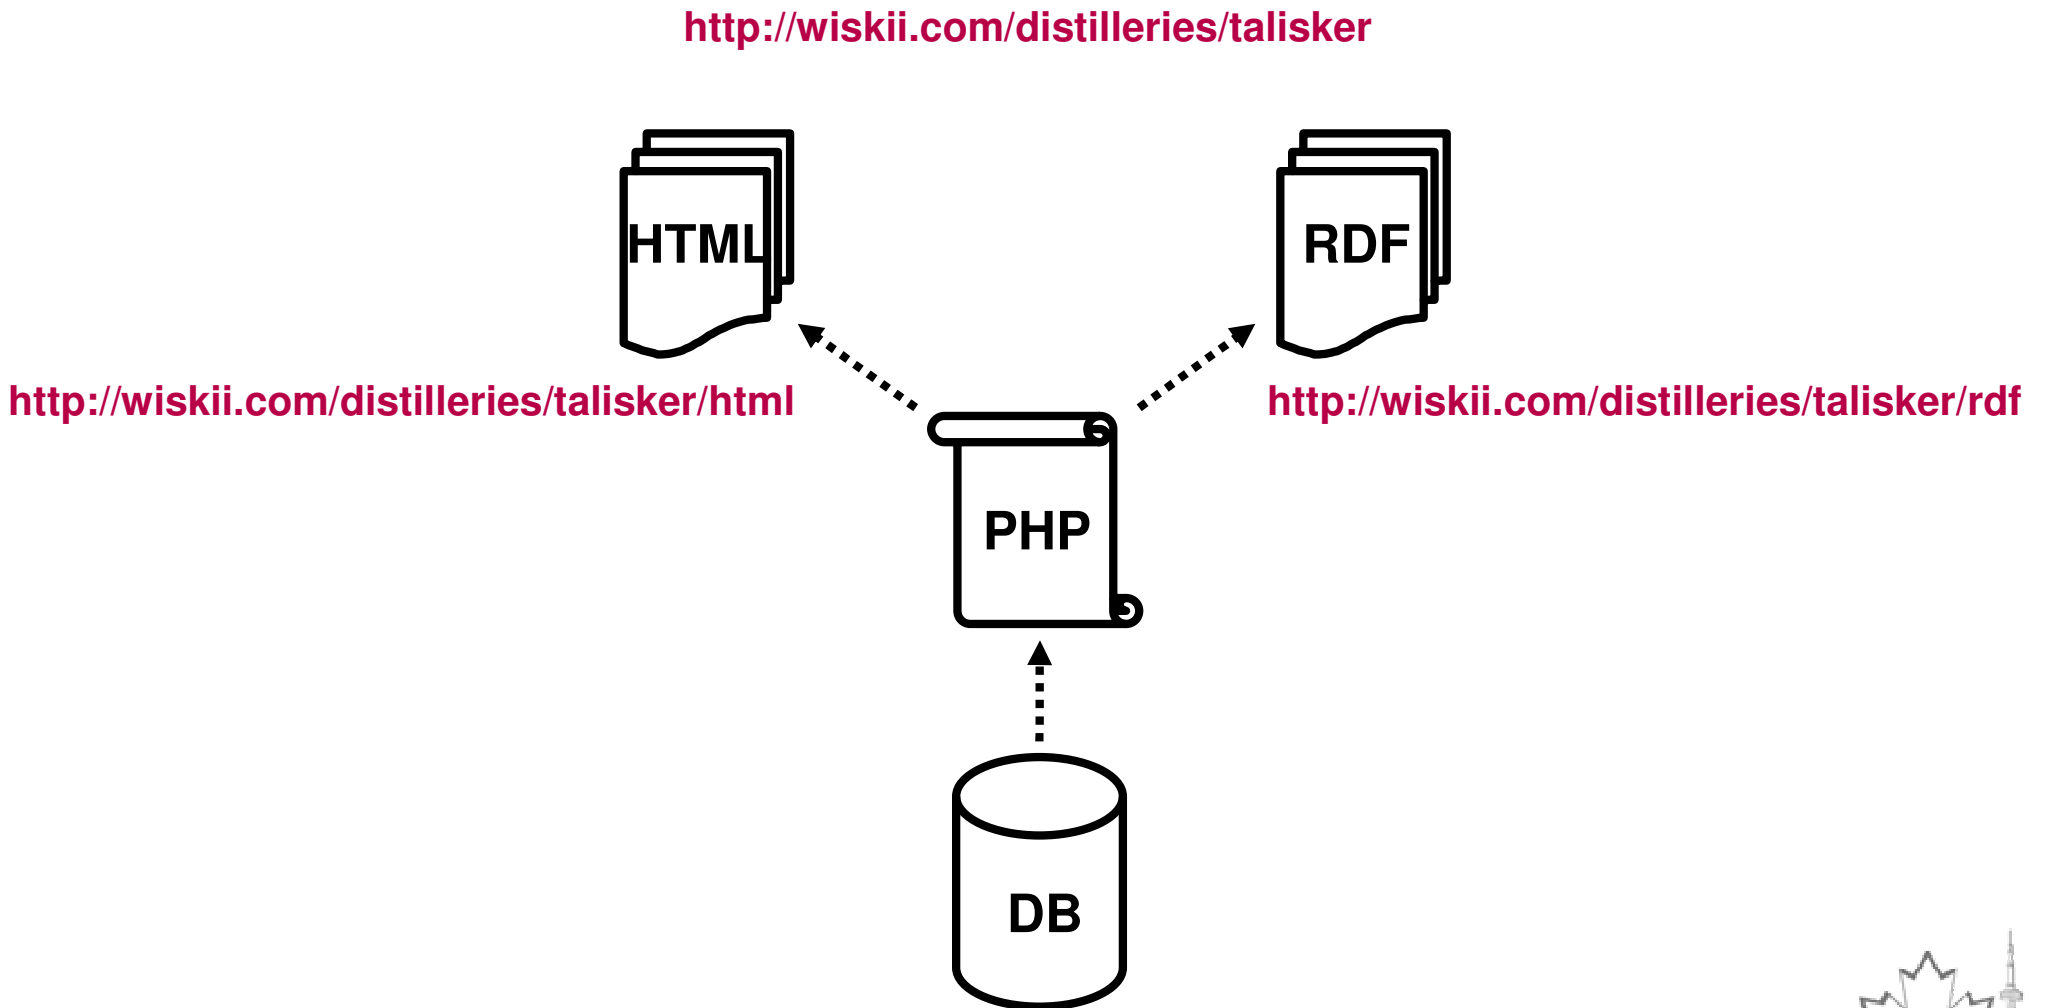 http://wiskii.com/distilleries/talisker
HTML
RDF
http://wiskii.com/distilleries/talisker/html
http://wiskii.com/distilleries/talisker/rdf
PHP
DB